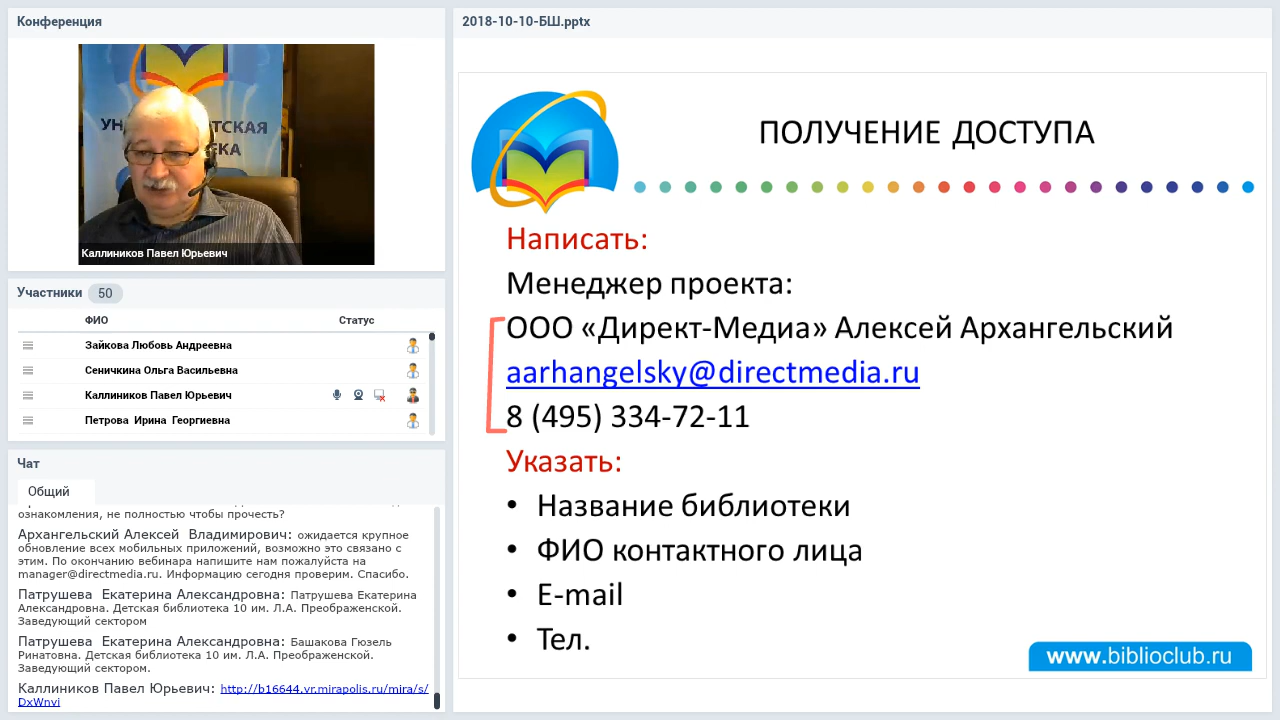 Конференция
УН
ТСКАЯ
КА
Каллиников Павел Юрьевич
Участники 50
ФИО Статус
Зайкова Любовь Андреевна
Сеничкина Ольга Васильевна
Каллиников Павел Юрьевич
Петрова Ирина Георгиевна
Чат
Общий
ознакомления, не полностью чтобы прочесть?
Архангельский Алексей Владимирович: ожидается крупное
обновление всех мобильных приложений, возможно это связано с
этим. По окончанию вебинара напишите нам пожалуйста на
manager@directmedia.ru. Информацию сегодня проверим. Спасибо.
Патрушева Екатерина Александровна: Патрушева Екатерина
Александровна. Детская библиотека 10 им. Л.А. Преображенской.
Заведующий сектором
Патрушева Екатерина Александровна: Башакова Гюзель
Ринатовна. Детская библиотека 10 им. Л.А. Преображенской.
Заведующий сектором.
Каллиников Павел Юрьевич: http://b16644.vr.mirapolis.ru/mira/s/
DxWnvi
2018-10-10-БШ.pptx
ПОЛУЧЕНИЕ ДОСТУПА
Написать:
Менеджер проекта:
ООО «Директ-Медиа» Алексей Архангельский
aarhangelsky@directmedia.ru
8 (495) 334-72-11
Указать:
• Название библиотеки
• ФИО контактного лица
• E-mail
• Тел.
www.biblioclub.ru